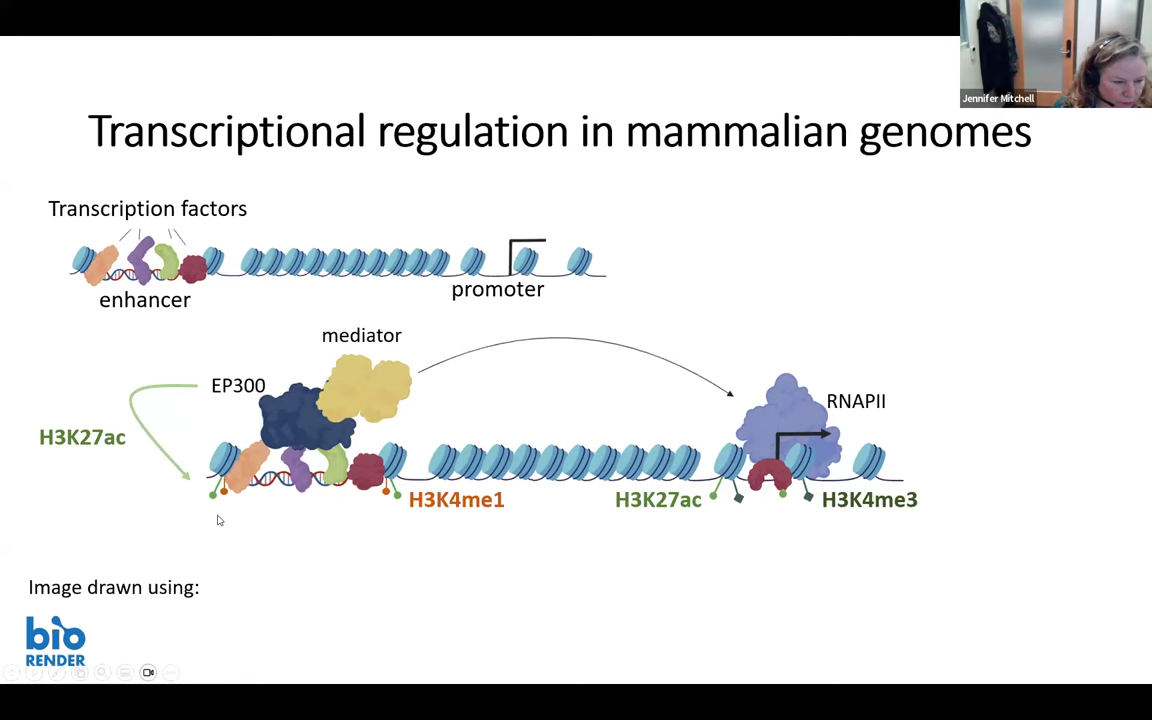 Jennifer Mitchell
Transcriptional regulation in mammalian genomes
Transcription factors
enhancer
promoter
mediator
EP300
RNAPII
H3K27ac
H3K4me1
H3K27ac
H3K4me3
Image drawn using:
bio
RENDER